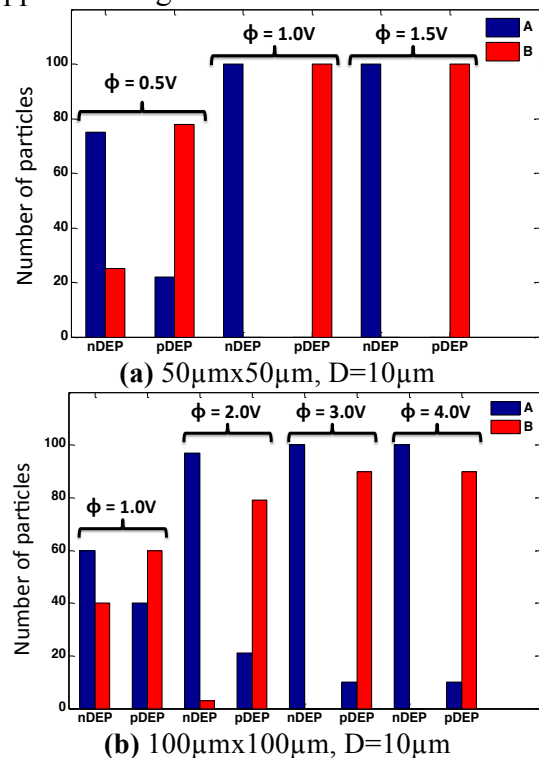 A
B
ϕ = 1.0V
ϕ = 1.5V
ϕ = 0.5V
Number of particles
100
80
60
40
20
0
nDEP pDEP nDEP pDEP nDEP pDEP
(a) 50µmx50µm, D=10µm
A
B
ϕ = 2.0V
ϕ = 3.0V
ϕ = 4.0V
ϕ = 1.0V
Number of particles
100
80
60
40
20
0
nDEP pDEP nDEP pDEP nDEP pDEP nDEP pDEP
(b) 100µmx100µm, D=10µm